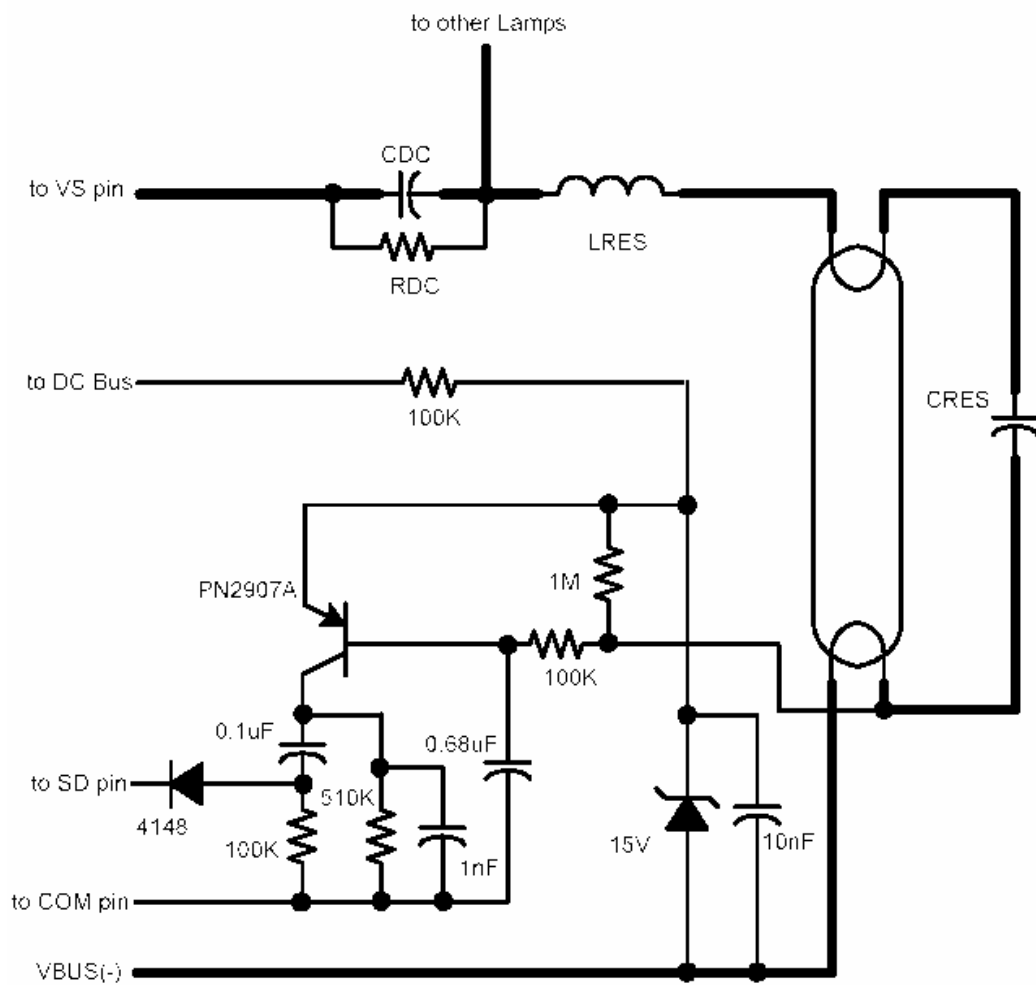 to other Lamps
CDC
to VS pin
LRES
RDC
to DC Bus
100K
CRES
1M
PN2907A
100K
0.1uF
0.68uF
to SD pin
510K
4148
100K
1nF
15V
10nF
to COM pin
VBUS(-)